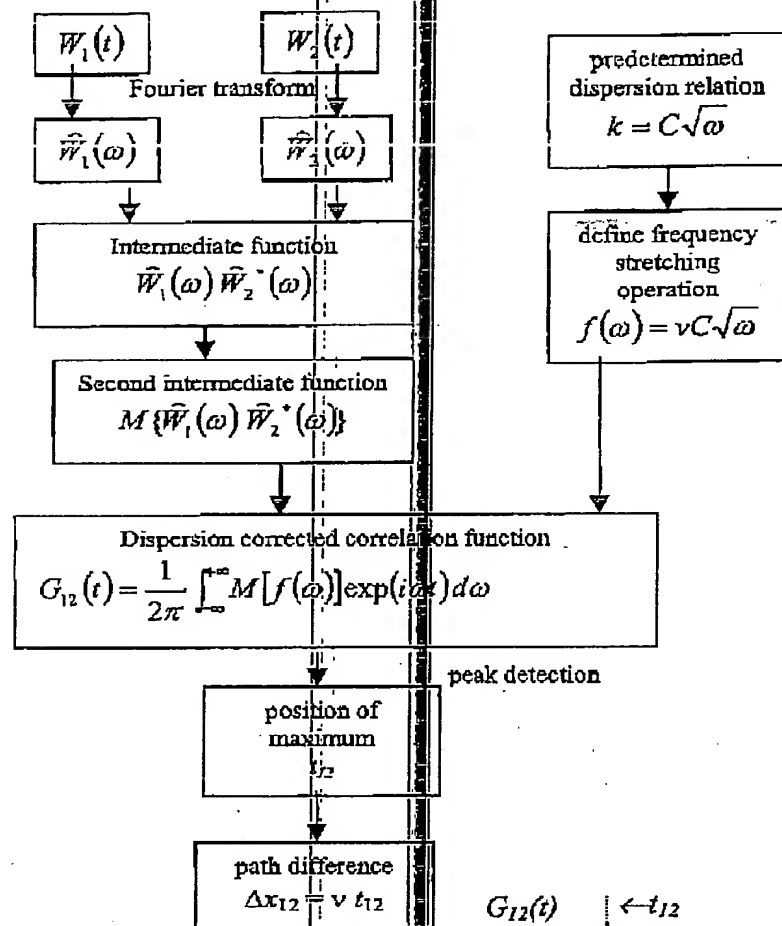 W₁(t)
W₂(t)
Fourier transform
Ŵ₁(ω)
Ŵ₂(ω)
Intermediate function
Ŵ₁(ω) Ŵ₂*(ω)
Second intermediate function
M{Ŵ₁(ω) Ŵ₂*(ω)}
predetermined
dispersion relation
k = C√ω
define frequency
stretching
operation
f(ω) = νC√ω
Dispersion corrected correlation function
G₁₂(t) = 1/2π ∫₋∞⁺∞ M[f(ω)]exp(iωt)dω
peak detection
position of
maximum
t₁₂
path difference
Δx₁₂ = ν t₁₂
G₁₂(t) ←t₁₂